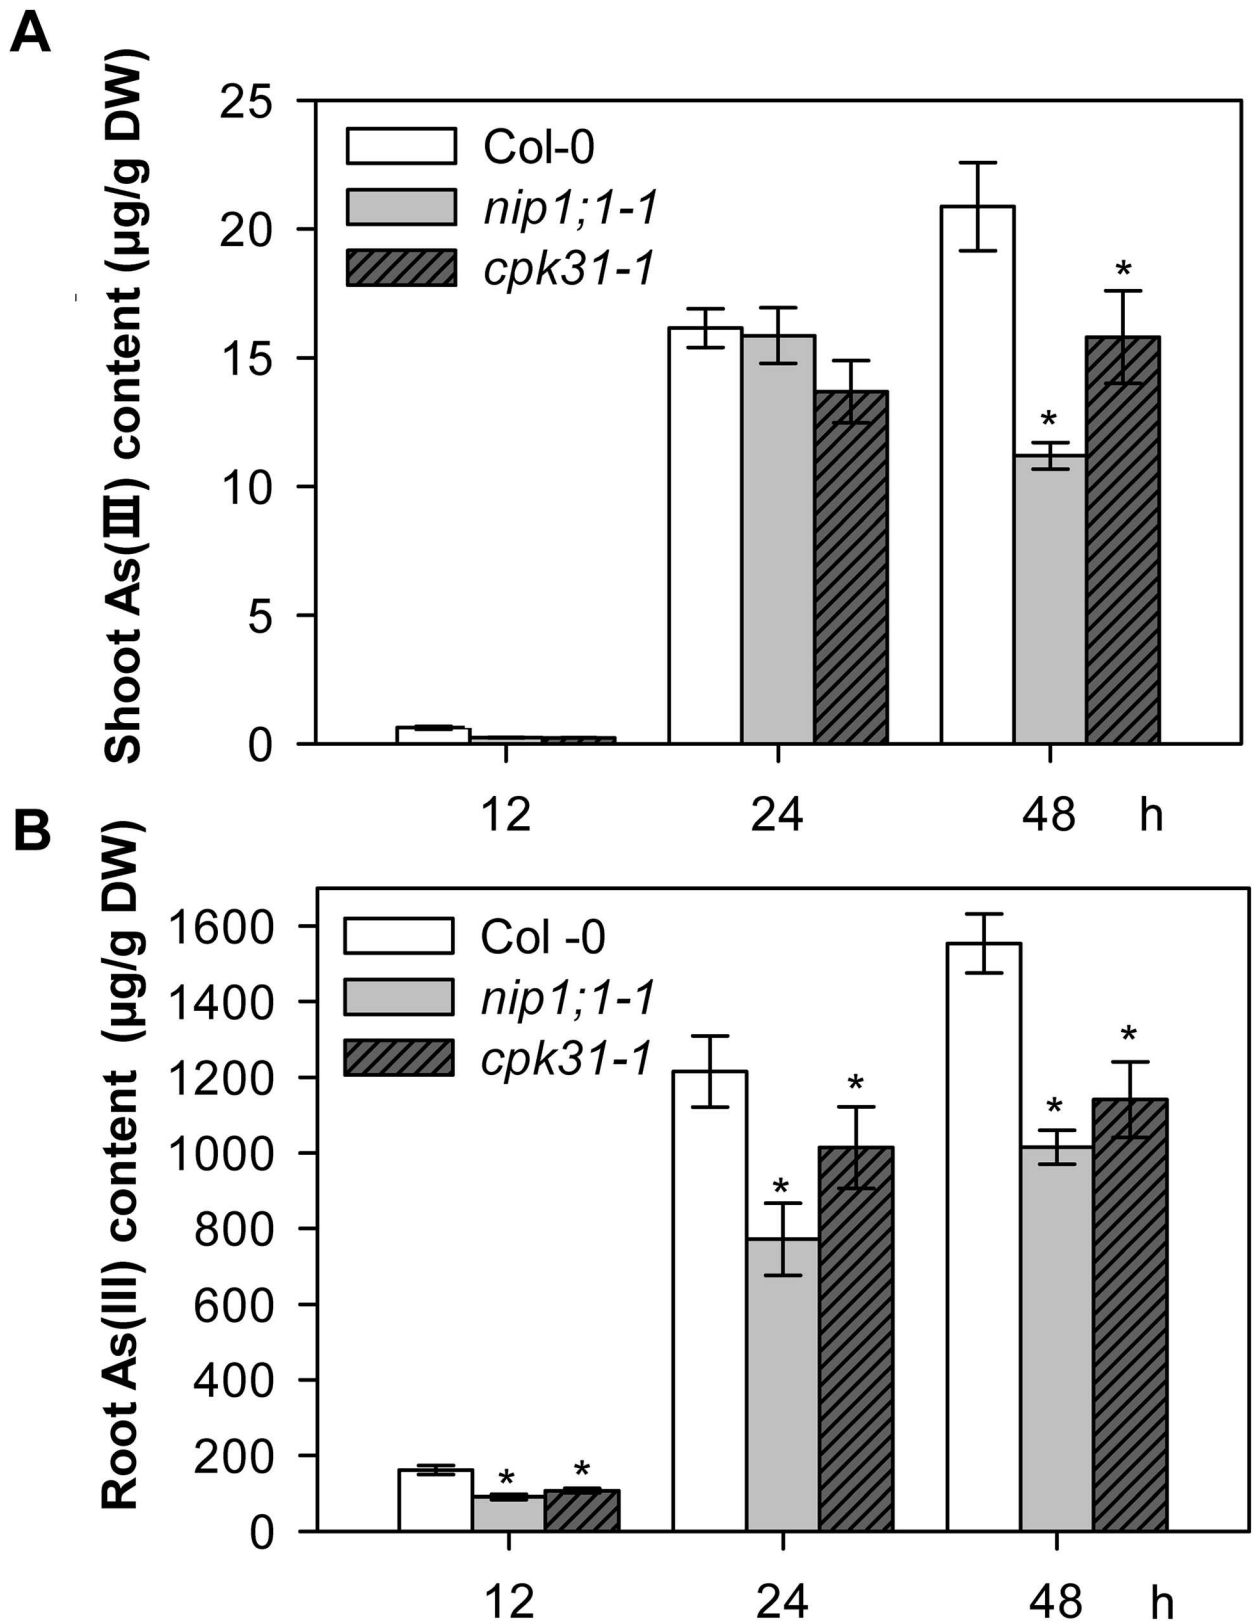 A
Shoot As(Ⅲ) content (µg/g DW)
25
20
15
10
5
0
Col-0
nip1;1-1
cpk31-1
*
*
12 24 48 h
B
Root As(III) content (µg/g DW)
1600
1400
1200
1000
800
600
400
200
0
Col -0
nip1;1-1
cpk31-1
*
*
*
*
*
*
12 24 48 h